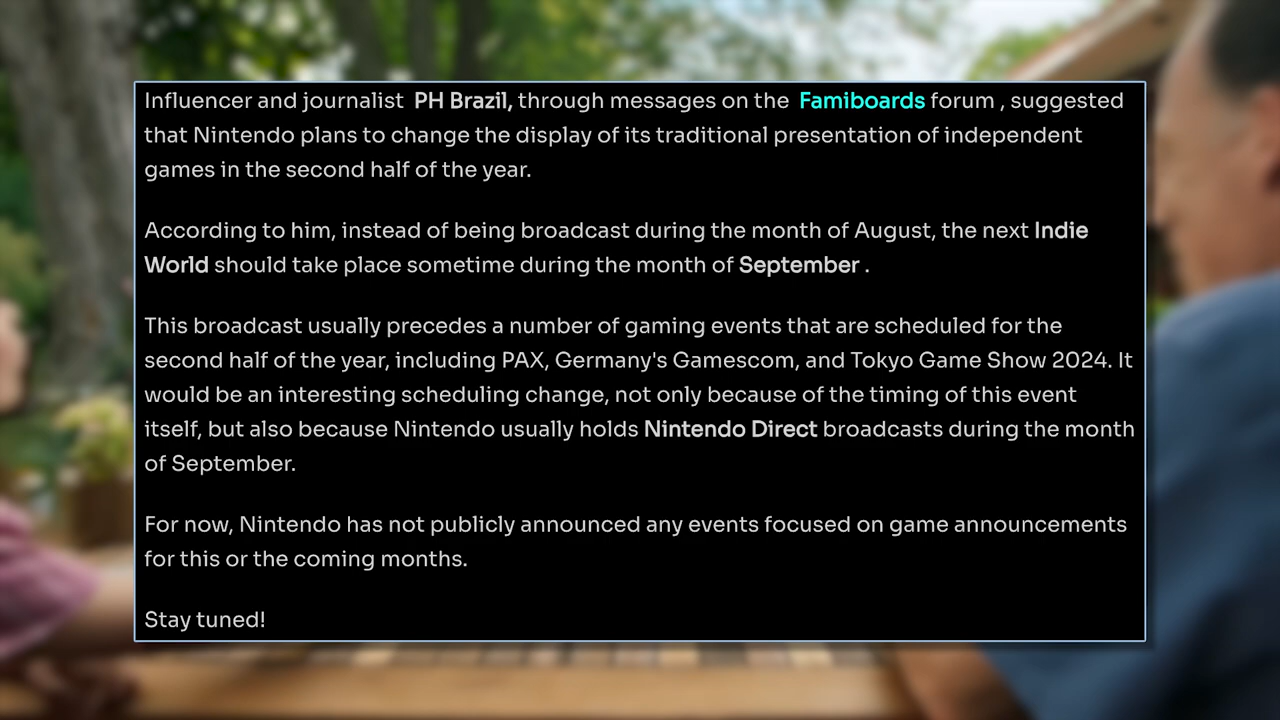 Influencer and journalist PH Brazil, through messages on the Famiboards forum , suggested
that Nintendo plans to change the display of its traditional presentation of independent
games in the second half of the year.
According to him, instead of being broadcast during the month of August, the next Indie
World should take place sometime during the month of September .
This broadcast usually precedes a number of gaming events that are scheduled for the
second half of the year, including PAX, Germany's Gamescom, and Tokyo Game Show 2024. It
would be an interesting scheduling change, not only because of the timing of this event
itself, but also because Nintendo usually holds Nintendo Direct broadcasts during the month
of September.
For now, Nintendo has not publicly announced any events focused on game announcements
for this or the coming months.
Stay tuned!